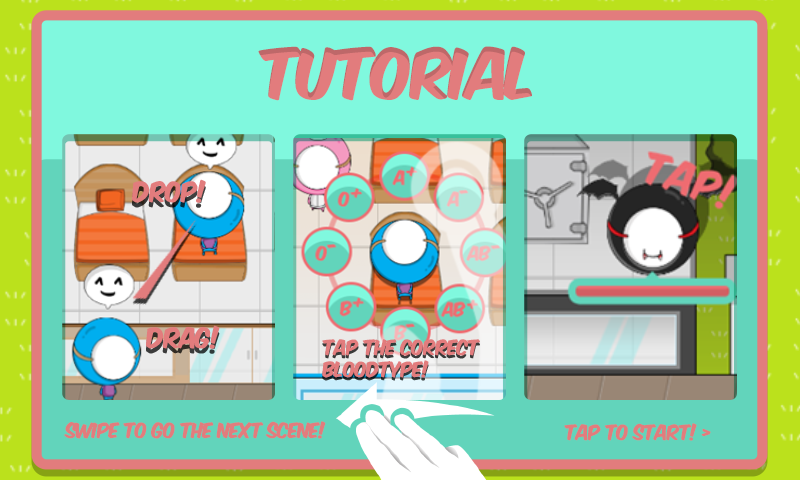 TUTORIAL
DROP!
DRAG!
A+
A-
AB-
AB+
B-
B+
O-
O+
TAP THE CORRECT
BLOODTYPE!
TAP!
SWIPE TO GO THE NEXT SCENE!
TAP TO START! >